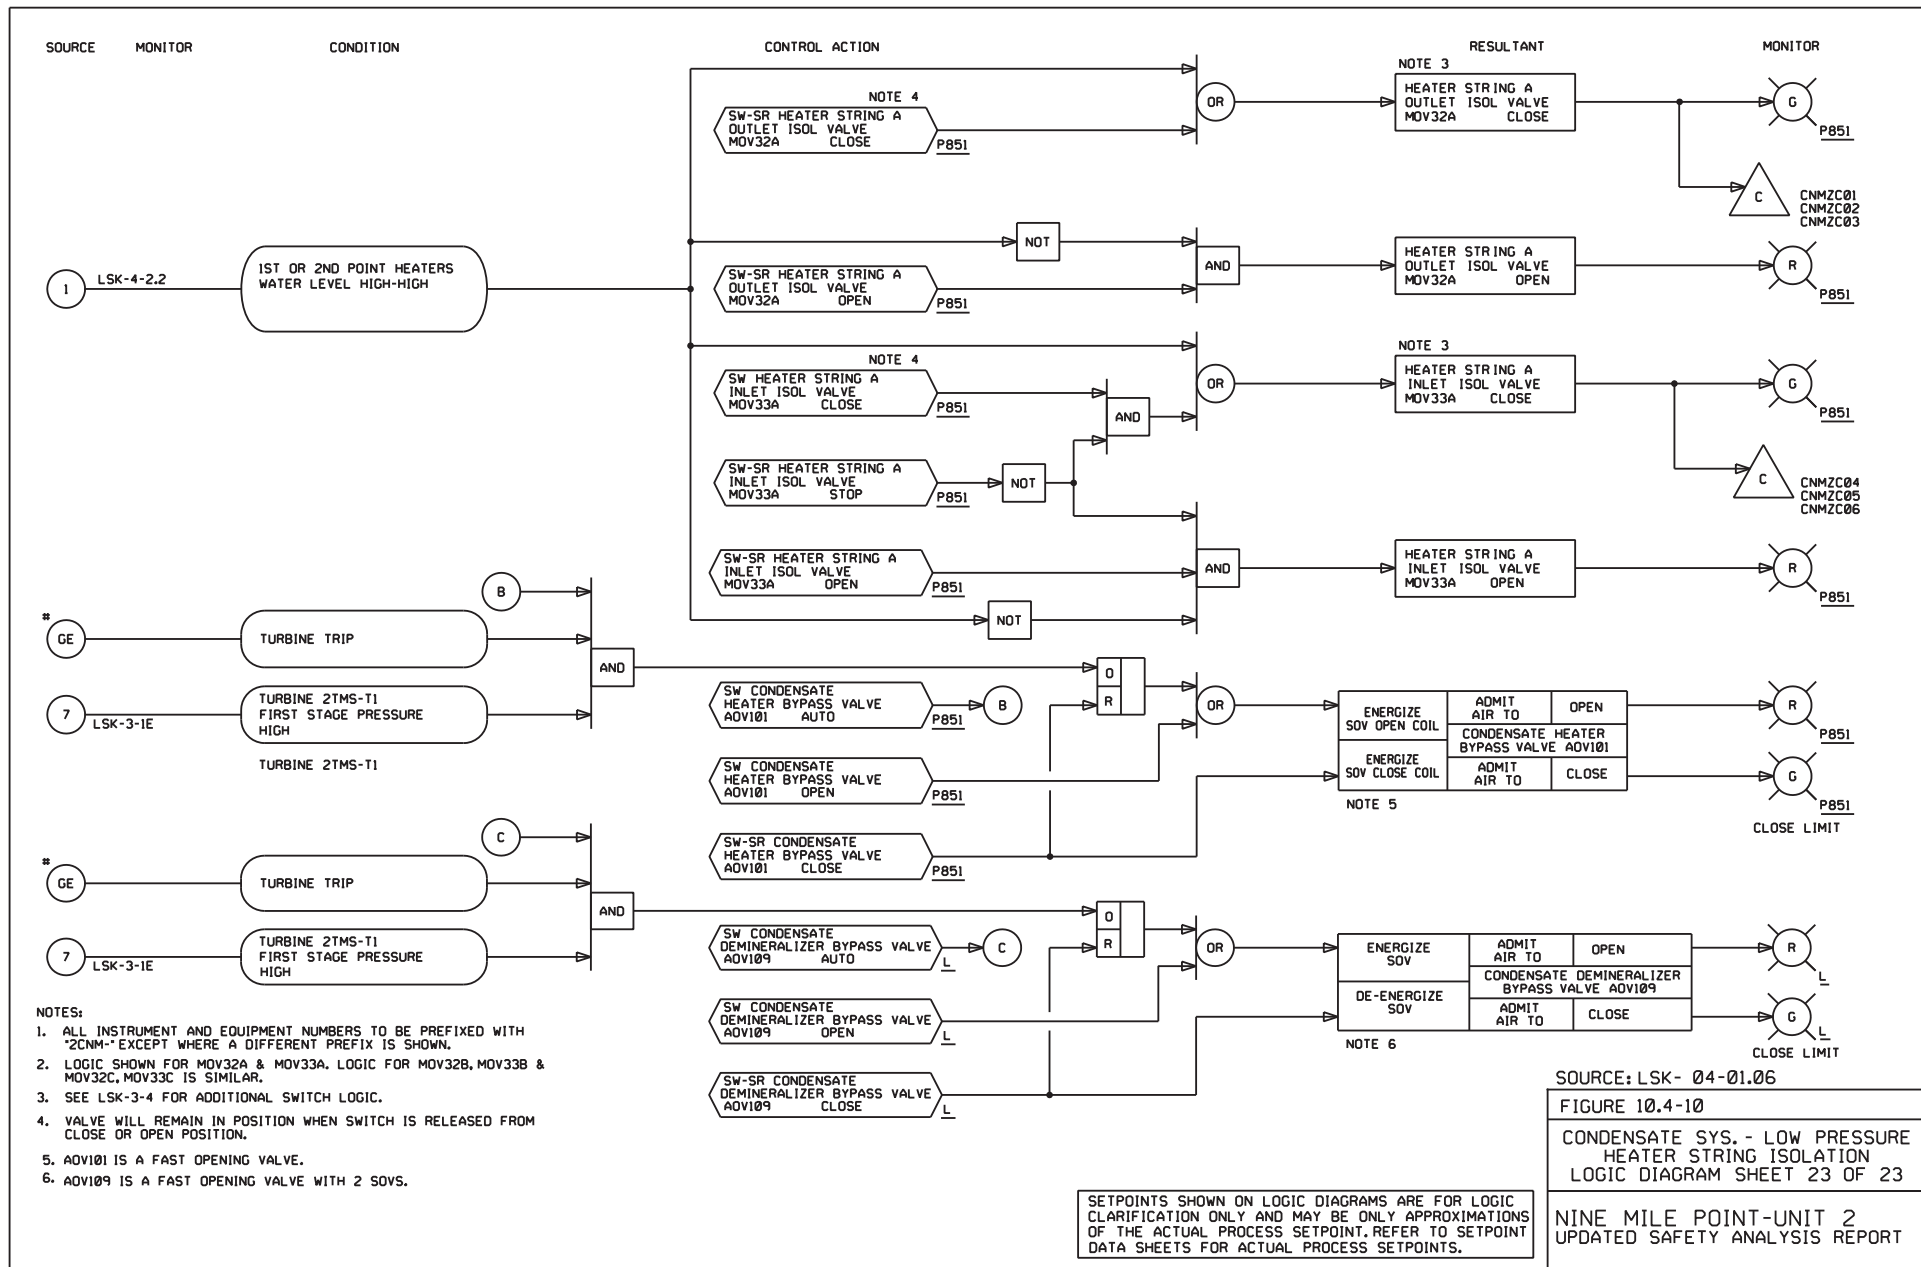 SOURCE MONITOR CONDITION CONTROL ACTION RESULTANT MONITOR
NOTE 4
SW-SR HEATER STRING A
OUTLET ISOL VALVE
MOV32A CLOSE
P851
OR
NOTE 3
HEATER STRING A
OUTLET ISOL VALVE
MOV32A CLOSE
G
P851
C
CNMZC01
CNMZC02
CNMZC03
1
LSK-4-2.2
1ST OR 2ND POINT HEATERS
WATER LEVEL HIGH-HIGH
NOT
SW-SR HEATER STRING A
OUTLET ISOL VALVE
MOV32A OPEN
P851
AND
HEATER STRING A
OUTLET ISOL VALVE
MOV32A OPEN
R
P851
NOTE 4
SW HEATER STRING A
INLET ISOL VALVE
MOV33A CLOSE
P851
AND
OR
NOTE 3
HEATER STRING A
INLET ISOL VALVE
MOV33A CLOSE
G
P851
C
CNMZC04
CNMZC05
CNMZC06
SW-SR HEATER STRING A
INLET ISOL VALVE
MOV33A STOP
P851
NOT
SW-SR HEATER STRING A
INLET ISOL VALVE
MOV33A OPEN
P851
NOT
AND
HEATER STRING A
INLET ISOL VALVE
MOV33A OPEN
R
P851
B
#
GE
TURBINE TRIP
AND
7
LSK-3-1E
TURBINE 2TMS-T1
FIRST STAGE PRESSURE
HIGH
TURBINE 2TMS-T1
SW CONDENSATE
HEATER BYPASS VALVE
AOV101 AUTO
P851
B
O
R
OR
SW CONDENSATE
HEATER BYPASS VALVE
AOV101 OPEN
P851
SW-SR CONDENSATE
HEATER BYPASS VALVE
AOV101 CLOSE
P851
ENERGIZE
SOV OPEN COIL
ADMIT
AIR TO
OPEN
CONDENSATE HEATER
BYPASS VALVE AOV101
ENERGIZE
SOV CLOSE COIL
ADMIT
AIR TO
CLOSE
NOTE 5
R
P851
G
P851
CLOSE LIMIT
C
#
GE
TURBINE TRIP
AND
7
LSK-3-1E
TURBINE 2TMS-T1
FIRST STAGE PRESSURE
HIGH
SW CONDENSATE
DEMINERALIZER BYPASS VALVE
AOV109 AUTO
L
C
O
R
OR
SW CONDENSATE
DEMINERALIZER BYPASS VALVE
AOV109 OPEN
L
SW-SR CONDENSATE
DEMINERALIZER BYPASS VALVE
AOV109 CLOSE
L
ENERGIZE
SOV
ADMIT
AIR TO
OPEN
CONDENSATE DEMINERALIZER
BYPASS VALVE AOV109
DE-ENERGIZE
SOV
ADMIT
AIR TO
CLOSE
NOTE 6
R
L
G
L
CLOSE LIMIT
NOTES:
1. ALL INSTRUMENT AND EQUIPMENT NUMBERS TO BE PREFIXED WITH
"2CNM-" EXCEPT WHERE A DIFFERENT PREFIX IS SHOWN.
2. LOGIC SHOWN FOR MOV32A & MOV33A. LOGIC FOR MOV32B, MOV33B &
MOV32C, MOV33C IS SIMILAR.
3. SEE LSK-3-4 FOR ADDITIONAL SWITCH LOGIC.
4. VALVE WILL REMAIN IN POSITION WHEN SWITCH IS RELEASED FROM
CLOSE OR OPEN POSITION.
5. AOV101 IS A FAST OPENING VALVE.
6. AOV109 IS A FAST OPENING VALVE WITH 2 SOVS.
SETPOINTS SHOWN ON LOGIC DIAGRAMS ARE FOR LOGIC
CLARIFICATION ONLY AND MAY BE ONLY APPROXIMATIONS
OF THE ACTUAL PROCESS SETPOINT. REFER TO SETPOINT
DATA SHEETS FOR ACTUAL PROCESS SETPOINTS.
SOURCE: LSK- 04-01.06
FIGURE 10.4-10
CONDENSATE SYS. - LOW PRESSURE
HEATER STRING ISOLATION
LOGIC DIAGRAM SHEET 23 OF 23
NINE MILE POINT-UNIT 2
UPDATED SAFETY ANALYSIS REPORT